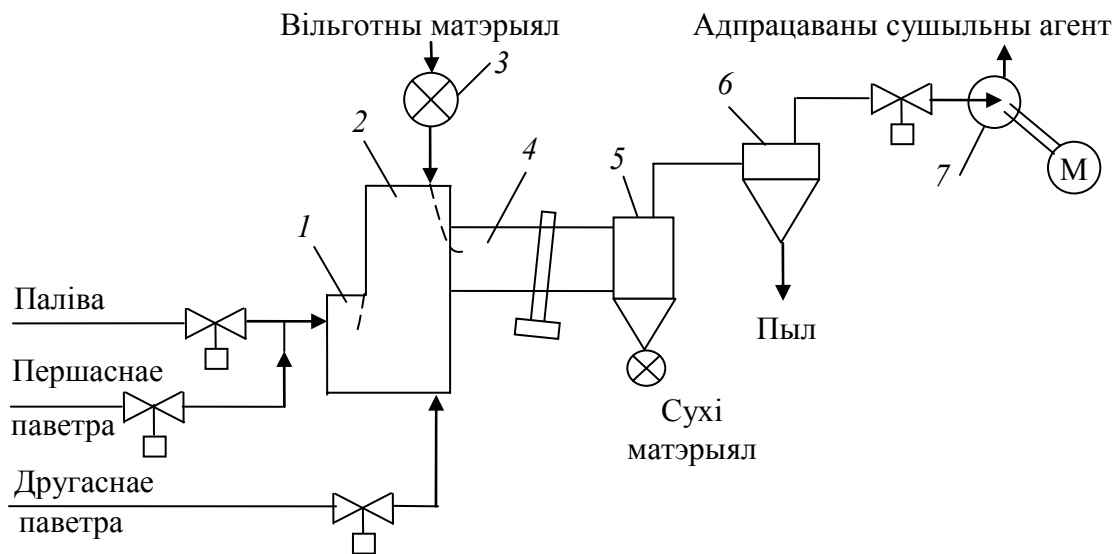 Вільготны матэрыял
Адпрацаваны сушыльны агент
3
6
2
4
5
7
М
1
Паліва
Пыл
Першаснае
паветра
Сухі
матэрыял
Другаснае
паветра